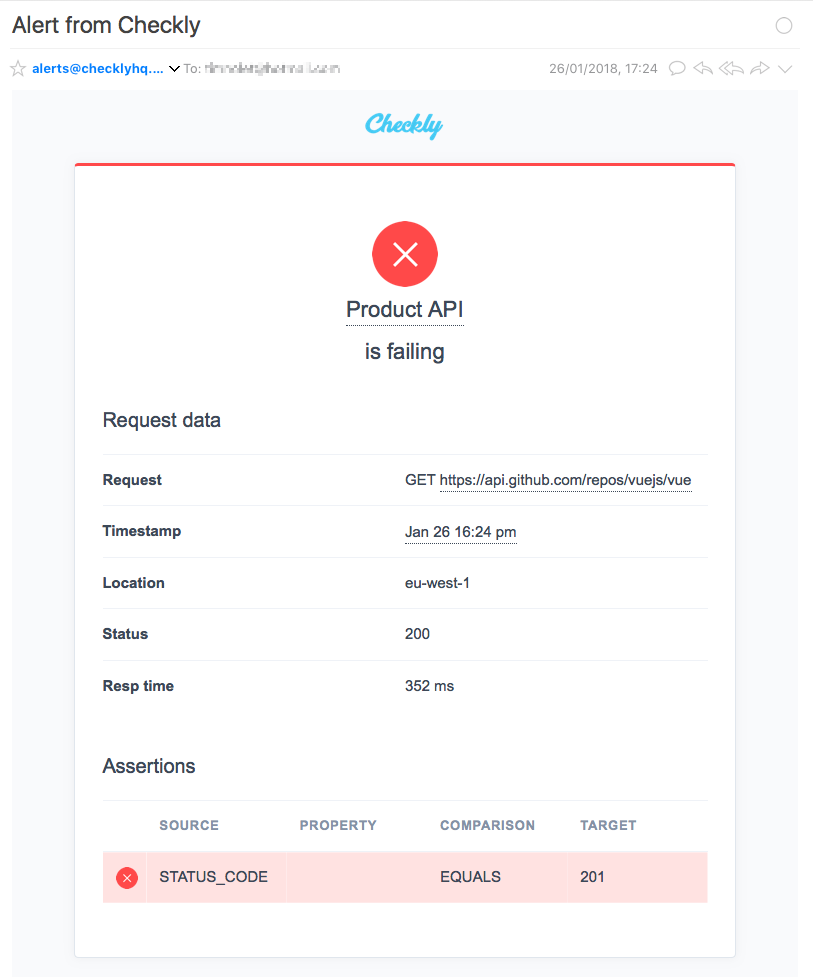 Alert from Checkly
alerts@checklyhq.... To:
26/01/2018, 17:24
Checkly
Product API
is failing
Request data
Request GET https://api.github.com/repos/vuejs/vue
Timestamp Jan 26 16:24 pm
Location eu-west-1
Status 200
Resp time 352 ms
Assertions
SOURCE PROPERTY COMPARISON TARGET
STATUS_CODE EQUALS 201